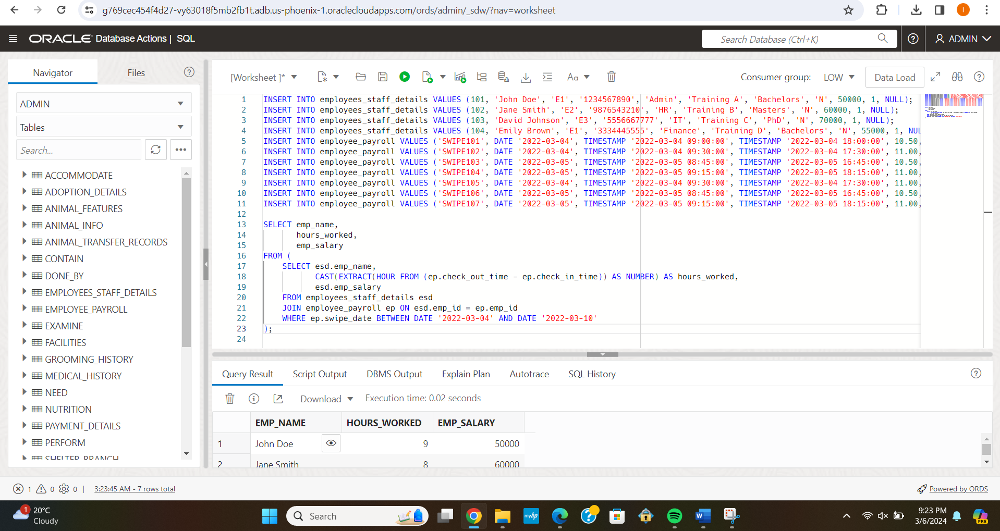 g769cec454f4d27-vy63018f5mb2fb1t.adb.us-phoenix-1.oraclecloudapps.com/ords/admin/_sdw/?nav=worksheet
I
ORACLE Database Actions | SQL
Search Database (Ctrl+K)
ADMIN
Navigator
Files
[Worksheet ]*
Aa
Consumer group: LOW
Data Load
ADMIN
Tables
Search...
ACCOMMODATE
ADOPTION_DETAILS
ANIMAL_FEATURES
ANIMAL_INFO
ANIMAL_TRANSFER_RECORDS
CONTAIN
DONE_BY
EMPLOYEES_STAFF_DETAILS
EMPLOYEE_PAYROLL
EXAMINE
FACILITIES
GROOMING_HISTORY
MEDICAL_HISTORY
NEED
NUTRITION
PAYMENT_DETAILS
PERFORM
SHELTER_BRANCH
1 INSERT INTO employees_staff_details VALUES (101, 'John Doe', 'E1', '1234567890', 'Admin', 'Training A', 'Bachelors', 'N', 50000, 1, NULL);
2 INSERT INTO employees_staff_details VALUES (102, 'Jane Smith', 'E2', '9876543210', 'HR', 'Training B', 'Masters', 'N', 60000, 1, NULL);
3 INSERT INTO employees_staff_details VALUES (103, 'David Johnson', 'E3', '5556667777', 'IT', 'Training C', 'PhD', 'N', 70000, 1, NULL);
4 INSERT INTO employees_staff_details VALUES (104, 'Emily Brown', 'E1', '3334445555', 'Finance', 'Training D', 'Bachelors', 'N', 55000, 1, NUL
5 INSERT INTO employee_payroll VALUES ('SWIPE101', DATE '2022-03-04', TIMESTAMP '2022-03-04 09:00:00', TIMESTAMP '2022-03-04 18:00:00', 10.50,
6 INSERT INTO employee_payroll VALUES ('SWIPE102', DATE '2022-03-04', TIMESTAMP '2022-03-04 09:30:00', TIMESTAMP '2022-03-04 17:30:00', 11.00,
7 INSERT INTO employee_payroll VALUES ('SWIPE103', DATE '2022-03-05', TIMESTAMP '2022-03-05 08:45:00', TIMESTAMP '2022-03-05 16:45:00', 10.50,
8 INSERT INTO employee_payroll VALUES ('SWIPE104', DATE '2022-03-05', TIMESTAMP '2022-03-05 09:15:00', TIMESTAMP '2022-03-05 18:15:00', 11.00,
9 INSERT INTO employee_payroll VALUES ('SWIPE105', DATE '2022-03-04', TIMESTAMP '2022-03-04 09:30:00', TIMESTAMP '2022-03-04 17:30:00', 11.00,
10 INSERT INTO employee_payroll VALUES ('SWIPE106', DATE '2022-03-05', TIMESTAMP '2022-03-05 08:45:00', TIMESTAMP '2022-03-05 16:45:00', 10.50,
11 INSERT INTO employee_payroll VALUES ('SWIPE107', DATE '2022-03-05', TIMESTAMP '2022-03-05 09:15:00', TIMESTAMP '2022-03-05 18:15:00', 11.00,
12
13 SELECT emp_name,
14 hours_worked,
15 emp_salary
16 FROM (
17 SELECT esd.emp_name,
18 CAST(EXTRACT(HOUR FROM (ep.check_out_time - ep.check_in_time)) AS NUMBER) AS hours_worked,
19 esd.emp_salary
20 FROM employees_staff_details esd
21 JOIN employee_payroll ep ON esd.emp_id = ep.emp_id
22 WHERE ep.swipe_date BETWEEN DATE '2022-03-04' AND DATE '2022-03-10'
23 );
24
Query Result Script Output DBMS Output Explain Plan Autotrace SQL History
Download Execution time: 0.02 seconds
EMP_NAME HOURS_WORKED EMP_SALARY
1 John Doe 9 50000
2 Jane Smith 8 60000
1 0 0 | 3:23:45 AM - 7 rows total
Powered by ORDS
1
20°C
Cloudy
Search
myhp
W
9:23 PM
3/6/2024
PRE